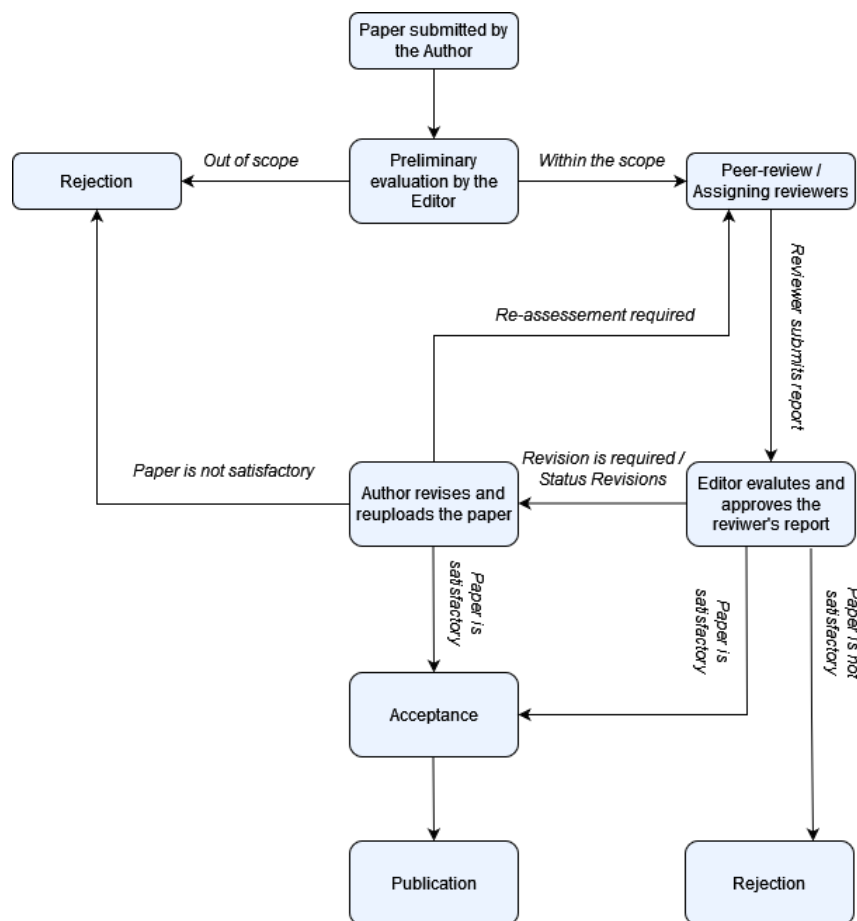 Paper submitted by
the Author
Out of scope
Preliminary
evaluation by the
Editor
Within the scope
Rejection
Peer-review /
Assigning reviewers
Re-assessement required
Reviewer submits report
Paper is not satisfactory
Revision is required /
Status Revisions
Author revises and
reuploads the paper
Editor evalutes and
approves the
reviwer's report
Paper is
satisfactory
Paper is
satisfactory
Paper is not
satisfactory
Acceptance
Publication
Rejection